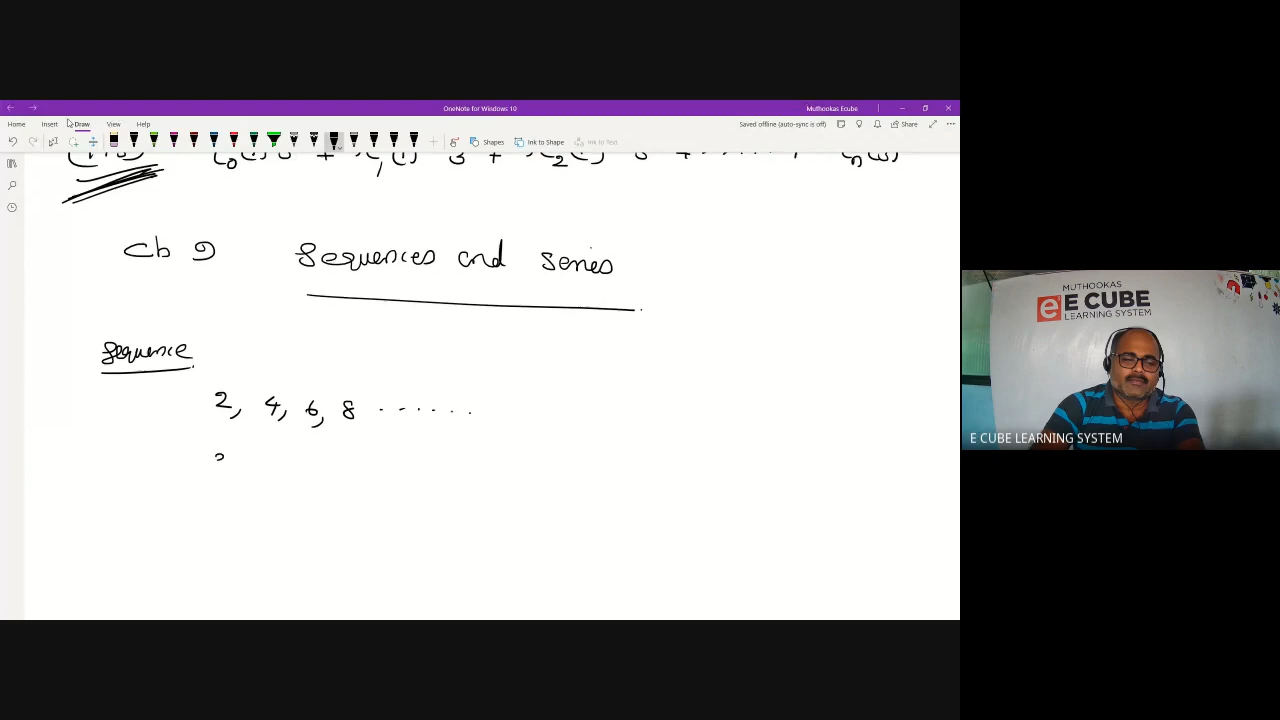 OneNote for Windows 10
Muthookas Ecube
Home Insert Draw View Help
Saved offline (auto-sync is off)
Share
Shapes Ink to Shape Ink to Text
Ch 9 Sequences and series
Sequence
2, 4, 6, 8 .......
MUTHOOKAS
e E CUBE
LEARNING SYSTEM
E CUBE LEARNING SYSTEM